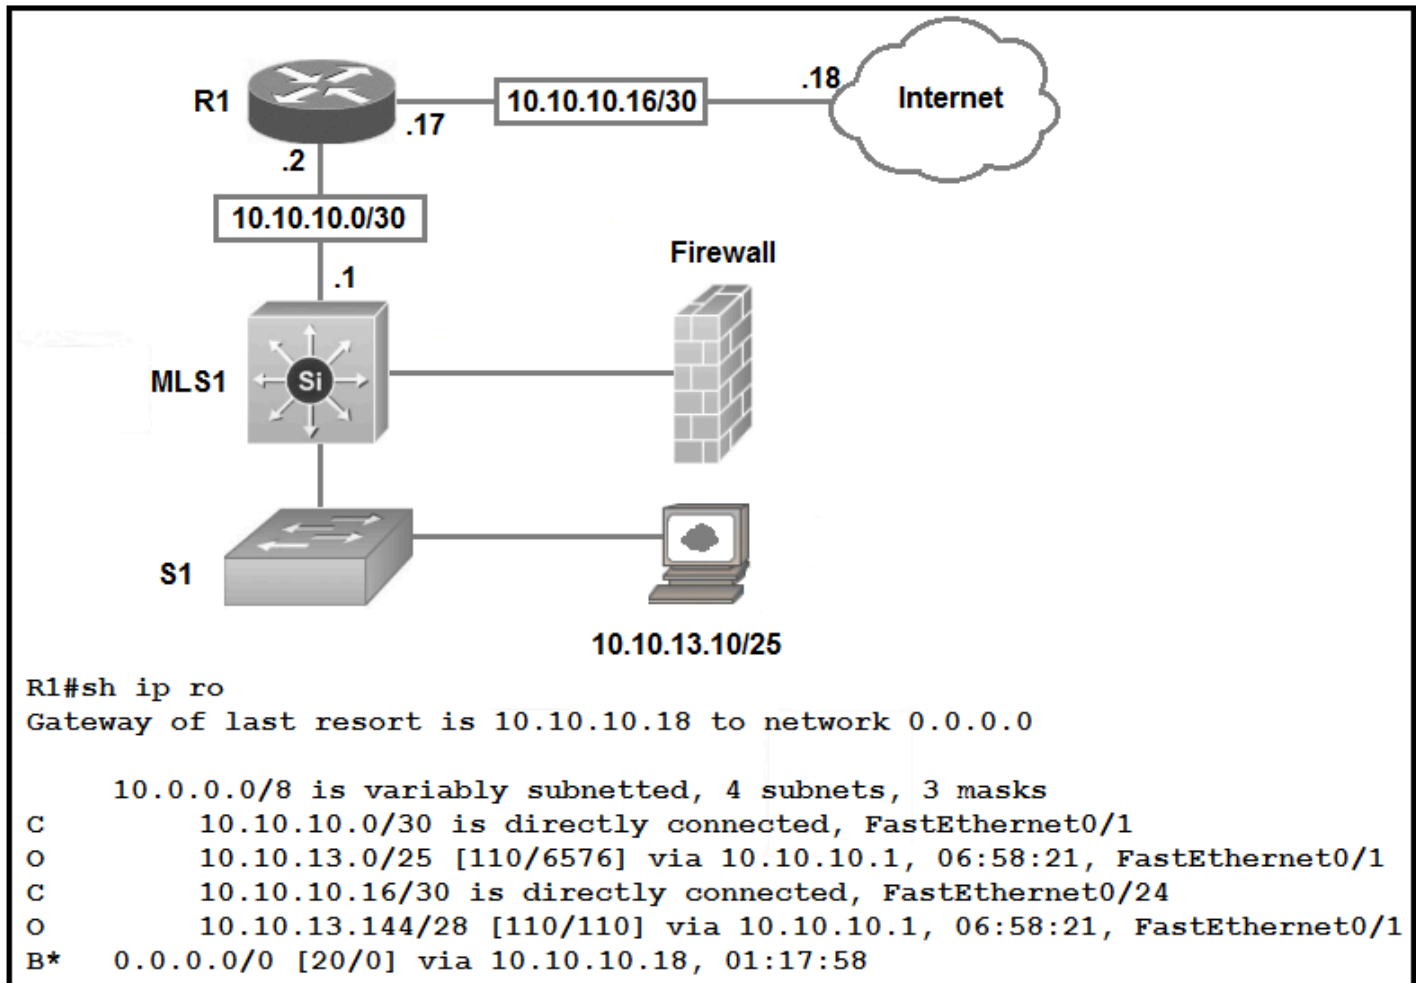 R1
.17
10.10.10.16/30
.18
Internet
.2
10.10.10.0/30
.1
Firewall
MLS1
Si
S1
10.10.13.10/25
R1#sh ip ro
Gateway of last resort is 10.10.10.18 to network 0.0.0.0
10.0.0.0/8 is variably subnetted, 4 subnets, 3 masks
C 10.10.10.0/30 is directly connected, FastEthernet0/1
O 10.10.13.0/25 [110/6576] via 10.10.10.1, 06:58:21, FastEthernet0/1
C 10.10.10.16/30 is directly connected, FastEthernet0/24
O 10.10.13.144/28 [110/110] via 10.10.10.1, 06:58:21, FastEthernet0/1
B* 0.0.0.0/0 [20/0] via 10.10.10.18, 01:17:58